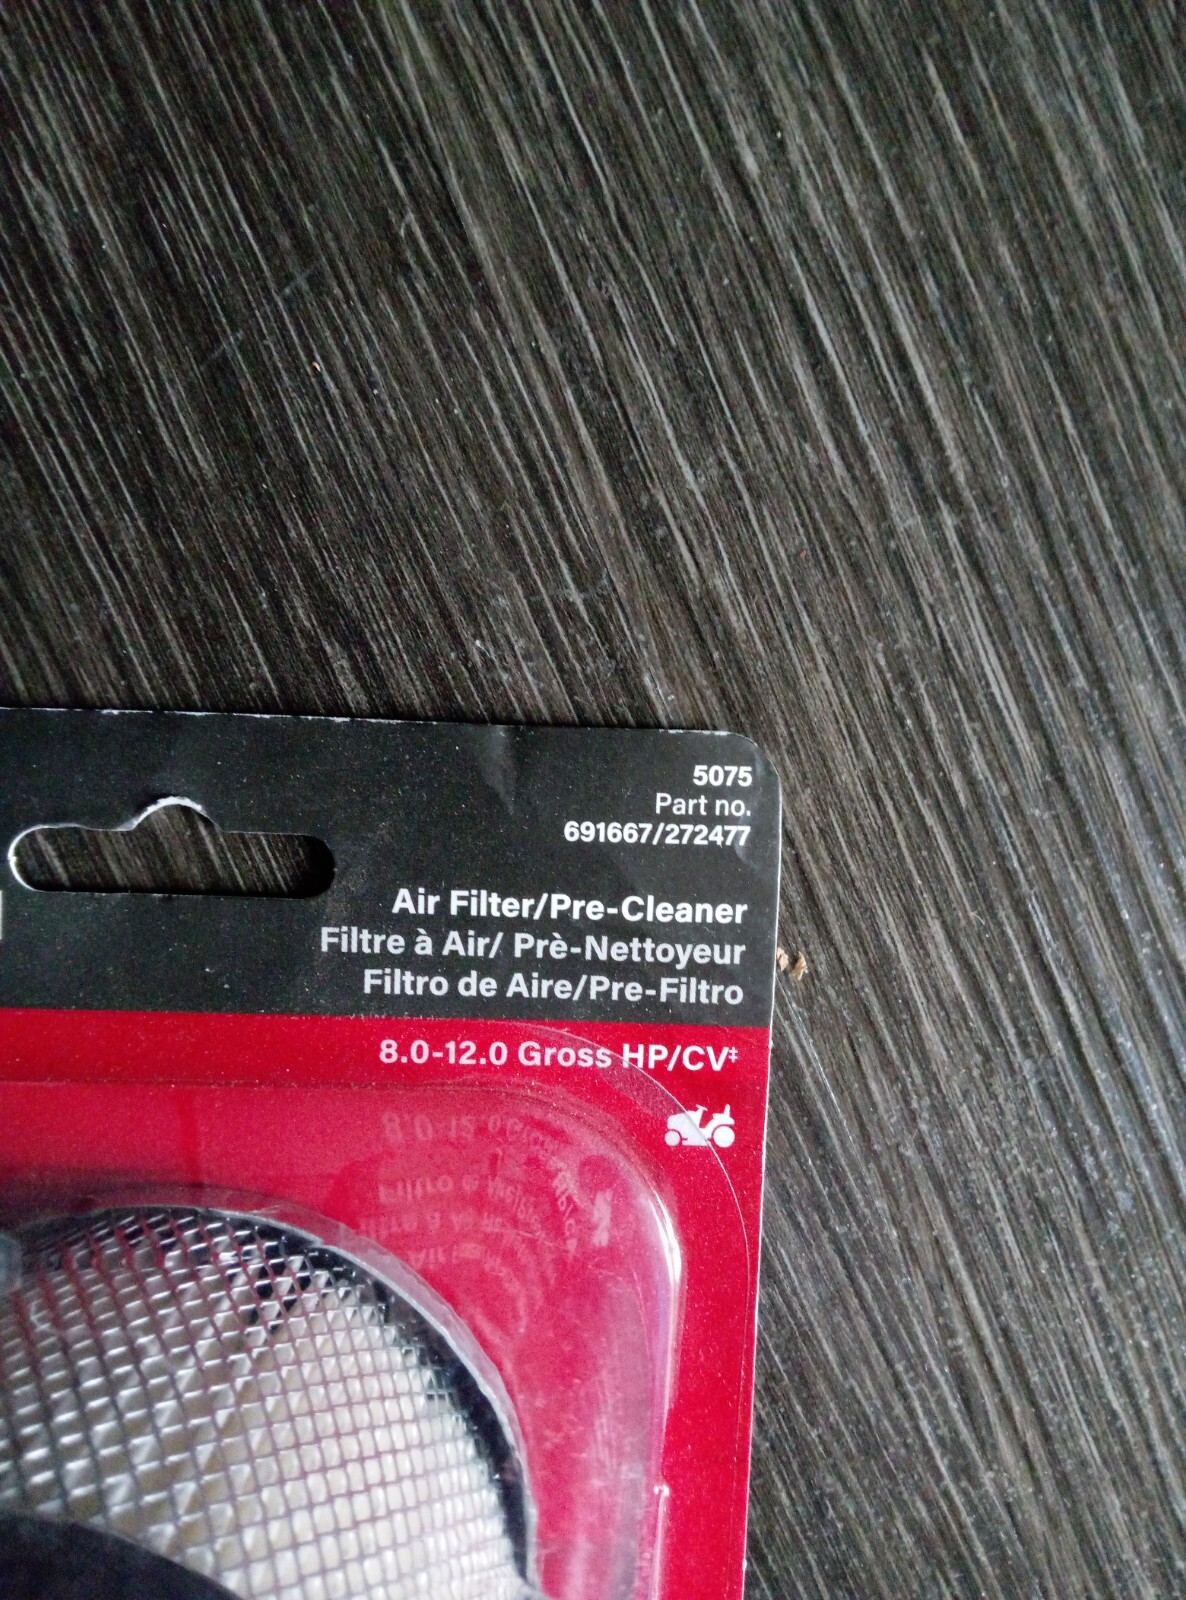 5075
Part no.
691667/272477
Air Filter/Pre-Cleaner
Filtre à Air/ Prè-Nettoyeur
Filtro de Aire/Pre-Filtro
8.0-12.0 Gross HP/CV‡